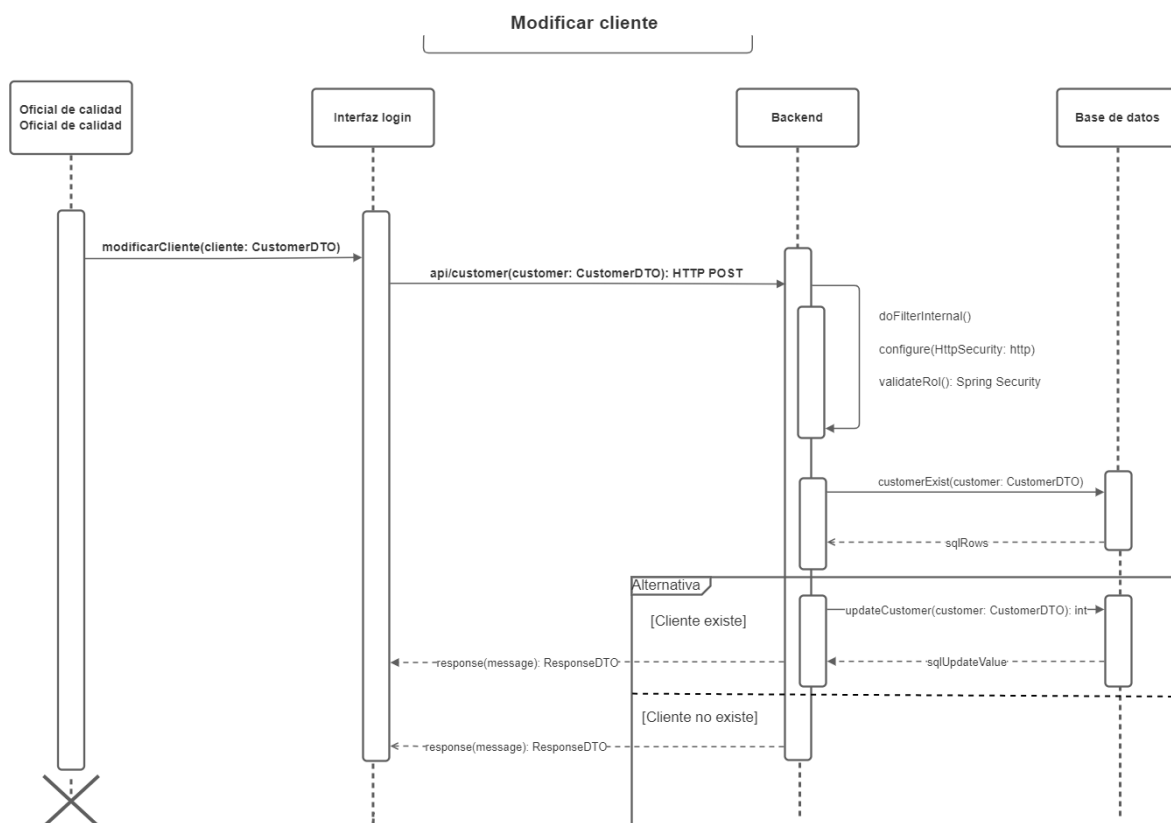 Modificar cliente
Oficial de calidad
Oficial de calidad
Interfaz login
Backend
Base de datos
modificarCliente(cliente: CustomerDTO)
api/customer(customer: CustomerDTO): HTTP POST
doFilterInternal()
configure(HttpSecurity: http)
validateRol(): Spring Security
customerExist(customer: CustomerDTO)
sqlRows
Alternativa
[Cliente existe]
updateCustomer(customer: CustomerDTO): int
response(message): ResponseDTO
sqlUpdateValue
[Cliente no existe]
response(message): ResponseDTO